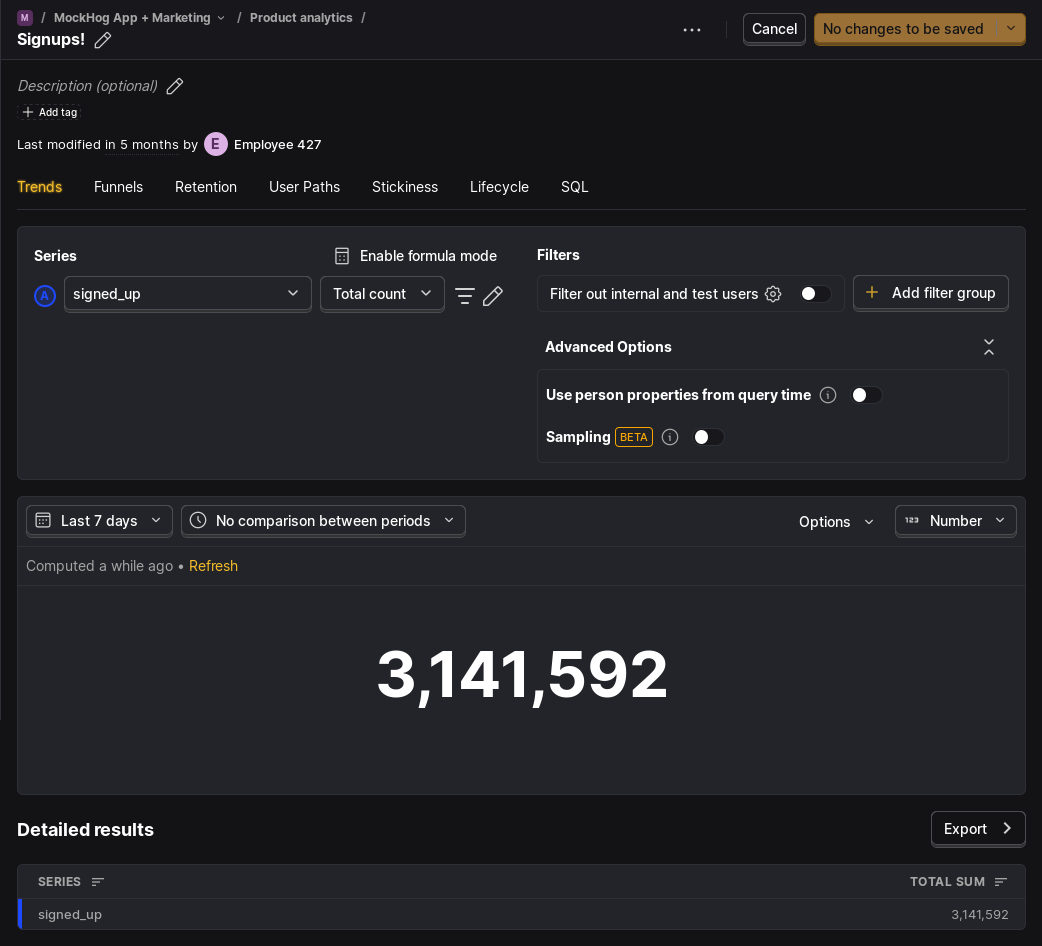 M / MockHog App + Marketing / Product analytics /
Signups!
Cancel
No changes to be saved
Description (optional)
Add tag
Last modified in 5 months by E Employee 427
Trends Funnels Retention User Paths Stickiness Lifecycle SQL
Series
Enable formula mode
Filters
A signed_up Total count
Filter out internal and test users
+ Add filter group
Advanced Options
Use person properties from query time
Sampling BETA
Last 7 days No comparison between periods Options 123 Number
Computed a while ago • Refresh
3,141,592
Detailed results
Export
SERIES TOTAL SUM
signed_up 3,141,592